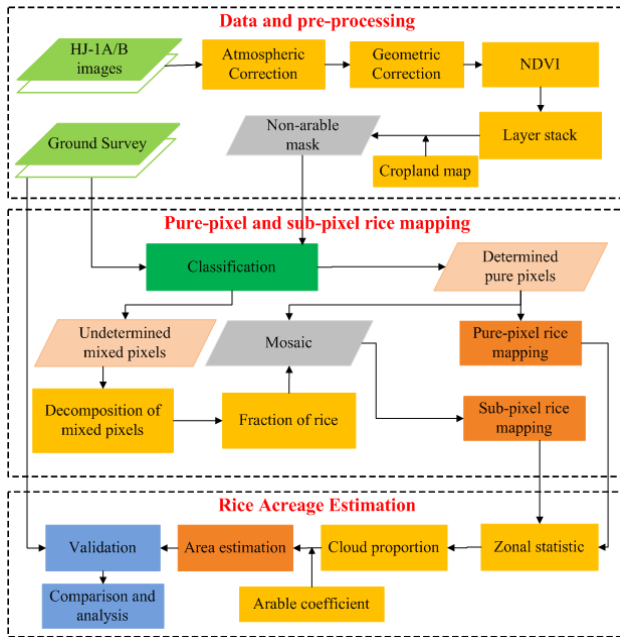 Data and pre-processing
HJ-1A/B
images
Atmospheric
Correction
Geometric
Correction
NDVI
Ground Survey
Non-arable
mask
Layer stack
Cropland map
Pure-pixel and sub-pixel rice mapping
Classification
Determined
pure pixels
Undetermined
mixed pixels
Mosaic
Pure-pixel rice
mapping
Decomposition of
mixed pixels
Fraction of rice
Sub-pixel rice
mapping
Rice Acreage Estimation
Validation
Area estimation
Cloud proportion
Zonal statistic
Comparison and
analysis
Arable coefficient